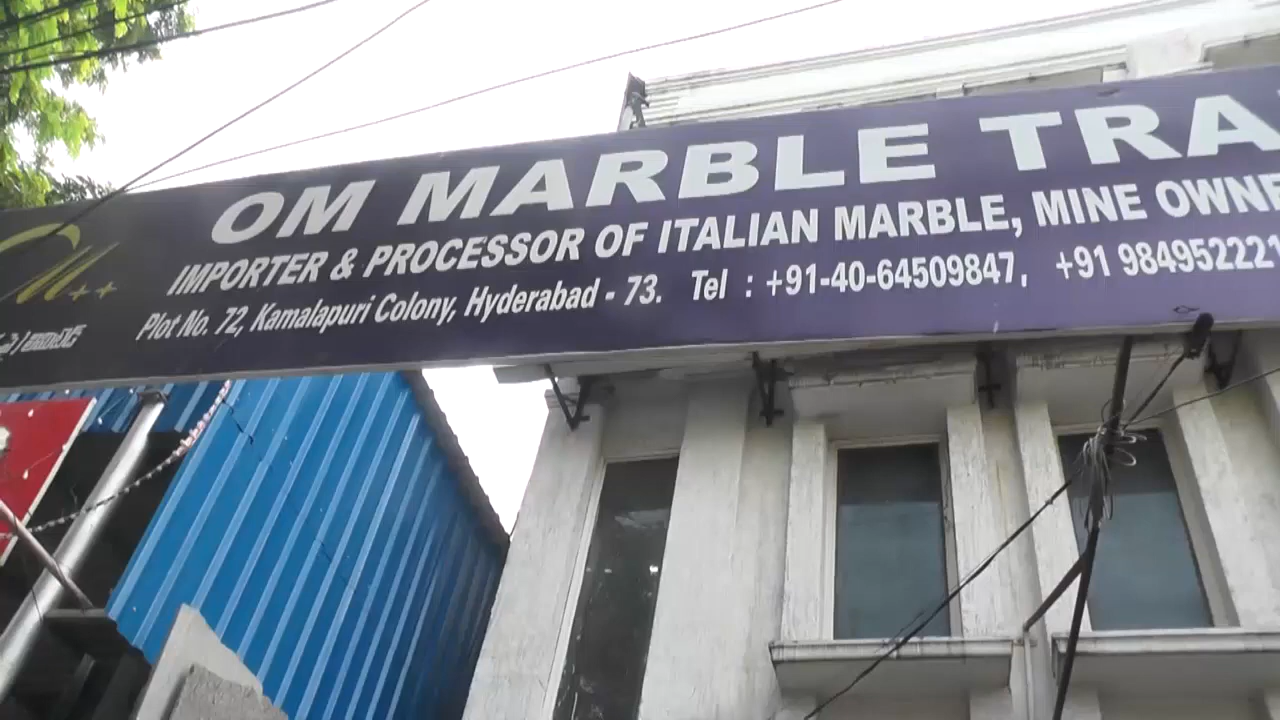 OM MARBLE TRA
IMPORTER & PROCESSOR OF ITALIAN MARBLE, MINE OWNE
Plot No. 72, Kamalapuri Colony, Hyderabad - 73. Tel : +91-40-64509847, +91 9849522221